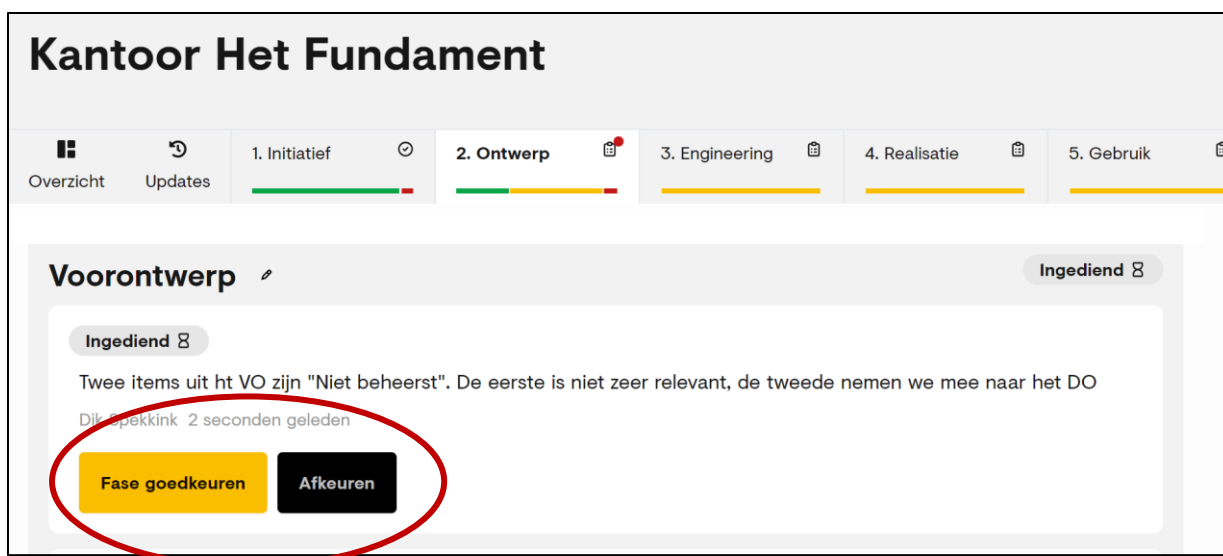 Kantoor Het Fundament
Overzicht
Updates
1. Initiatief
2. Ontwerp
3. Engineering
4. Realisatie
5. Gebruik
Voorontwerp
Ingediend
Ingediend
Twee items uit ht VO zijn "Niet beheerst". De eerste is niet zeer relevant, de tweede nemen we mee naar het DO
Dik Spekkink 2 seconden geleden
Fase goedkeuren
Afkeuren